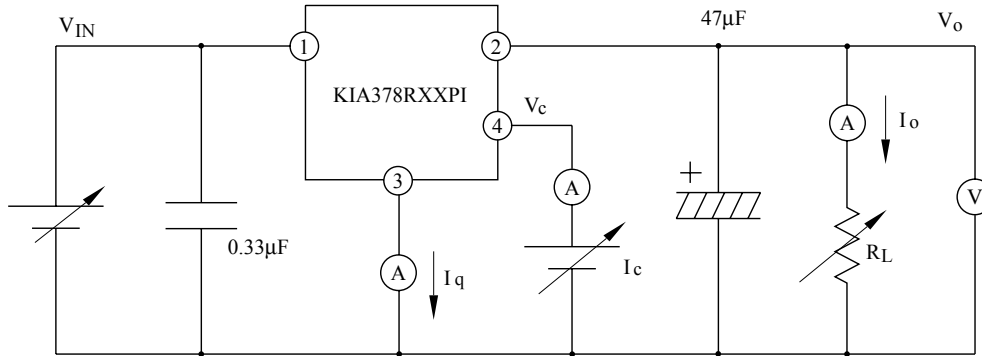 47μF
V_IN
V_o
1
2
KIA378RXXPI
V_c
4
A
I_o
3
A
+
V
0.33μF
A
I_q
I_c
R_L